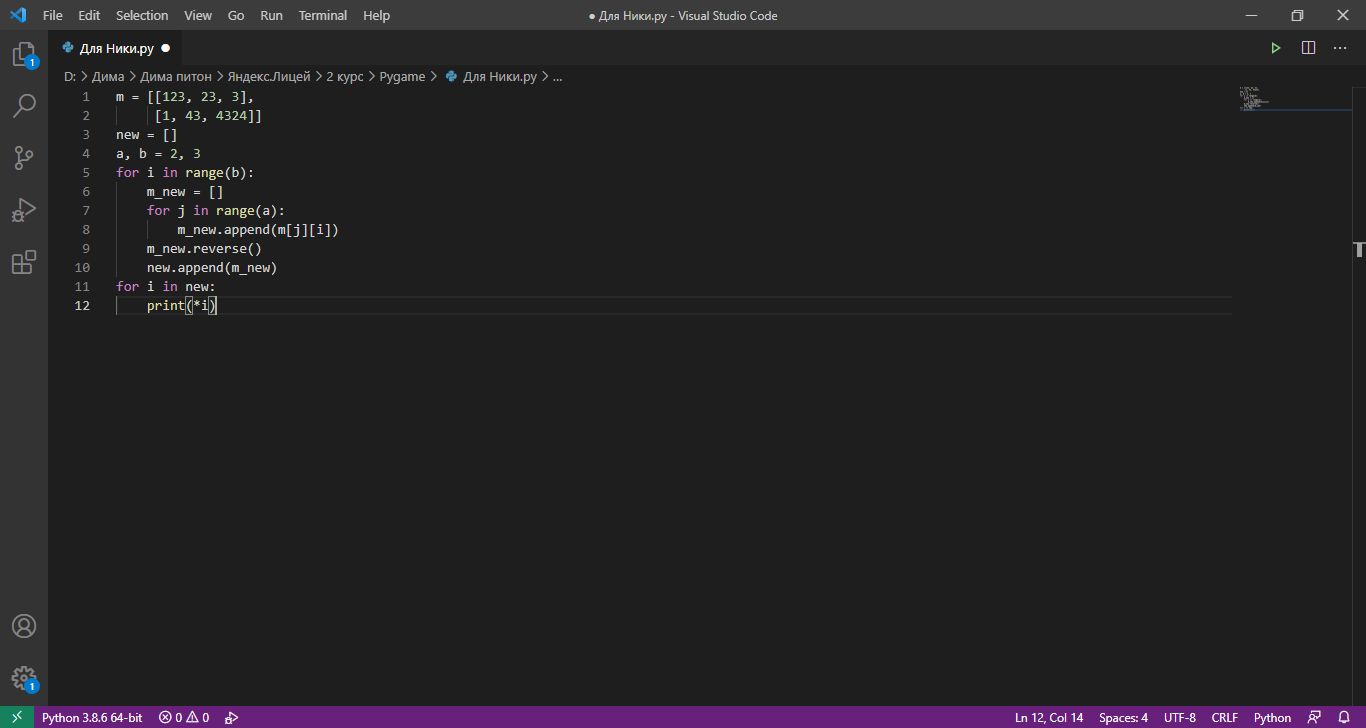 File Edit Selection View Go Run Terminal Help ● Для Ники.py - Visual Studio Code
1 Для Ники.py ●
D: > Дима > Дима питон > Яндекс.Лицей > 2 курс > Pygame > Для Ники.py > ...
1 m = [[123, 23, 3],
2      [1, 43, 4324]]
3 new = []
4 a, b = 2, 3
5 for i in range(b):
6     m_new = []
7     for j in range(a):
8         m_new.append(m[j][i])
9     m_new.reverse()
10     new.append(m_new)
11 for i in new:
12     print(*i)
1
Python 3.8.6 64-bit 0 0 Ln 12, Col 14 Spaces: 4 UTF-8 CRLF Python